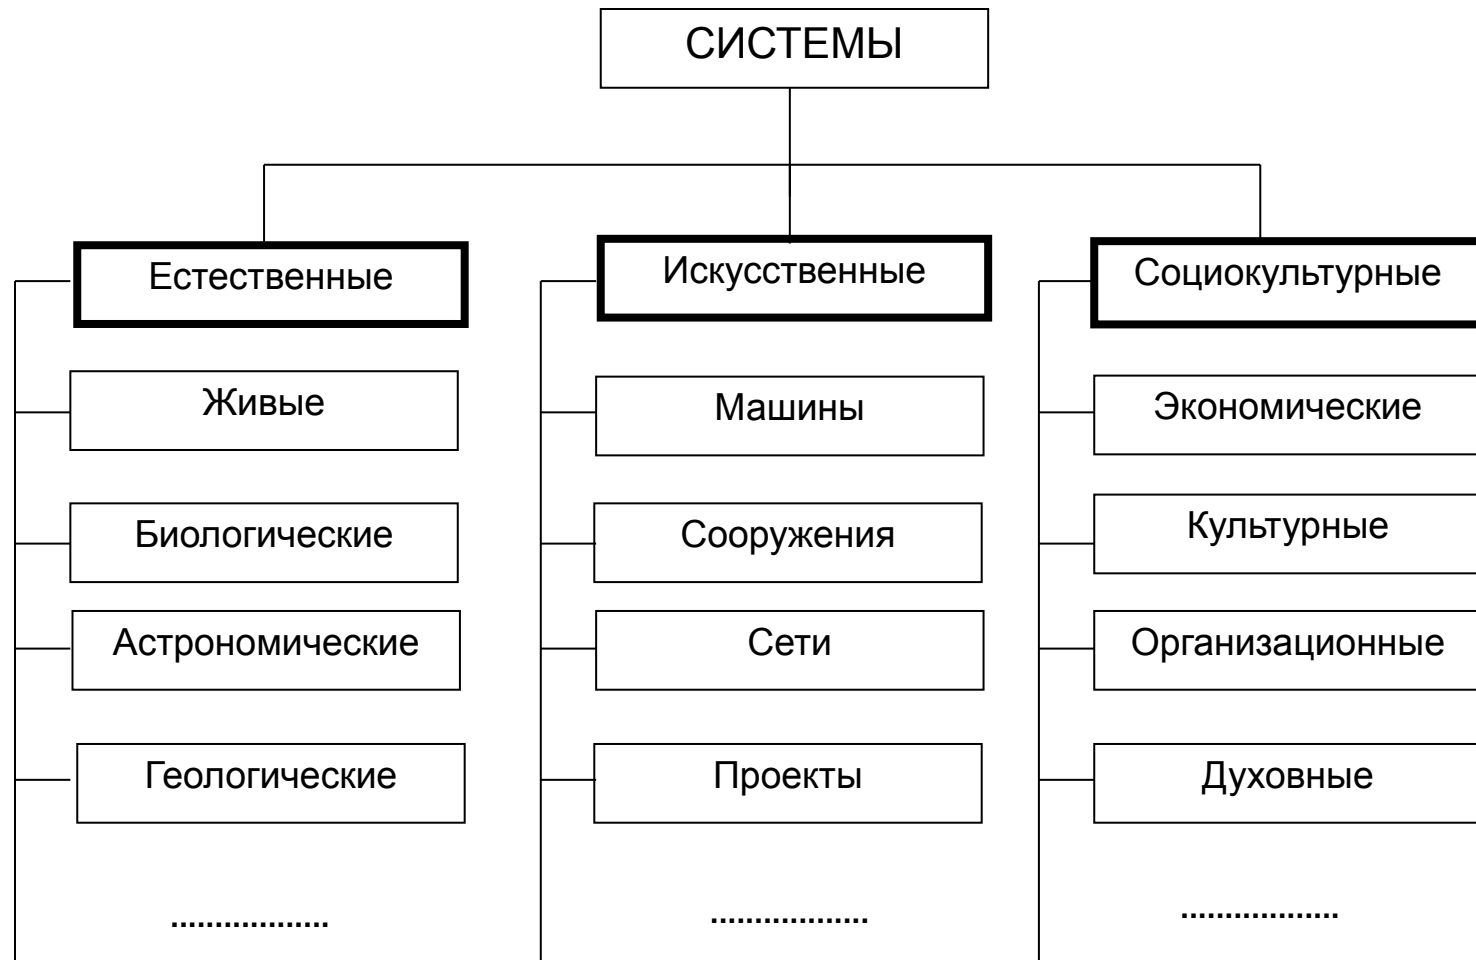 СИСТЕМЫ
Естественные
Искусственные
Социокультурные
Живые
Машины
Экономические
Биологические
Сооружения
Культурные
Астрономические
Сети
Организационные
Геологические
Проекты
Духовные
..................
..................
..................